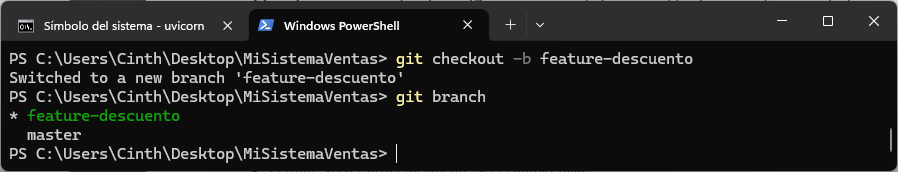 Símbolo del sistema - uvicorn
Windows PowerShell
PS C:\Users\Cinth\Desktop\MiSistemaVentas> git checkout -b feature-descuento
Switched to a new branch 'feature-descuento'
PS C:\Users\Cinth\Desktop\MiSistemaVentas> git branch
* feature-descuento
  master
PS C:\Users\Cinth\Desktop\MiSistemaVentas>